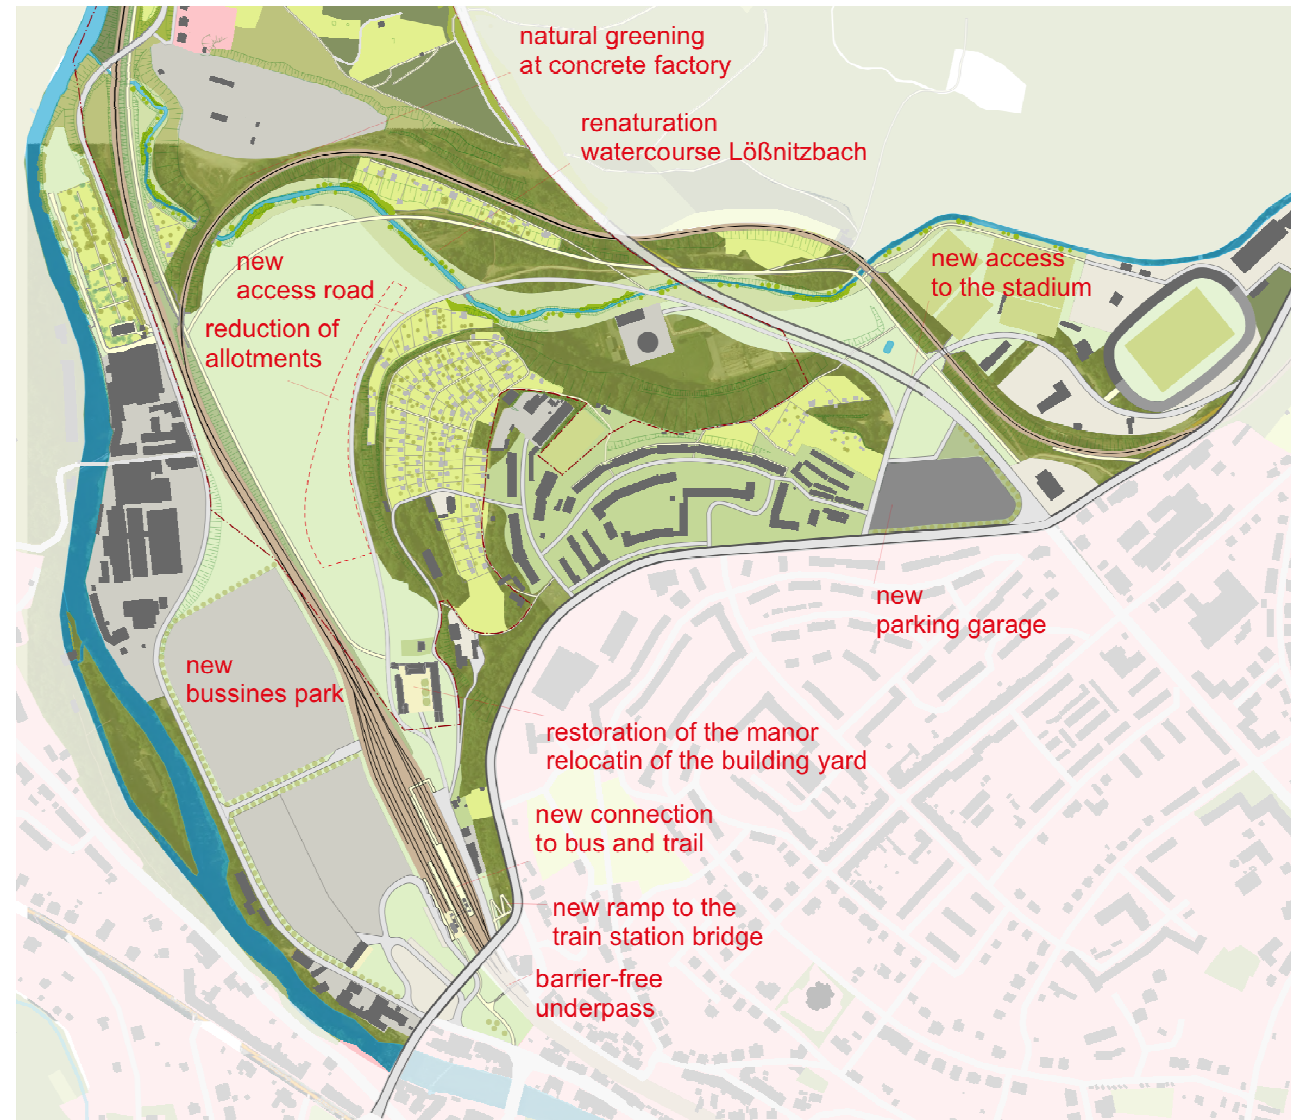 natural greening
at concrete factory
renaturation
watercourse Lößnitzbach
new
access road
new access
to the stadium
reduction of
allotments
new
parking garage
new
bussines park
restoration of the manor
relocatin of the building yard
new connection
to bus and trail
new ramp to the
train station bridge
barrier-free
underpass